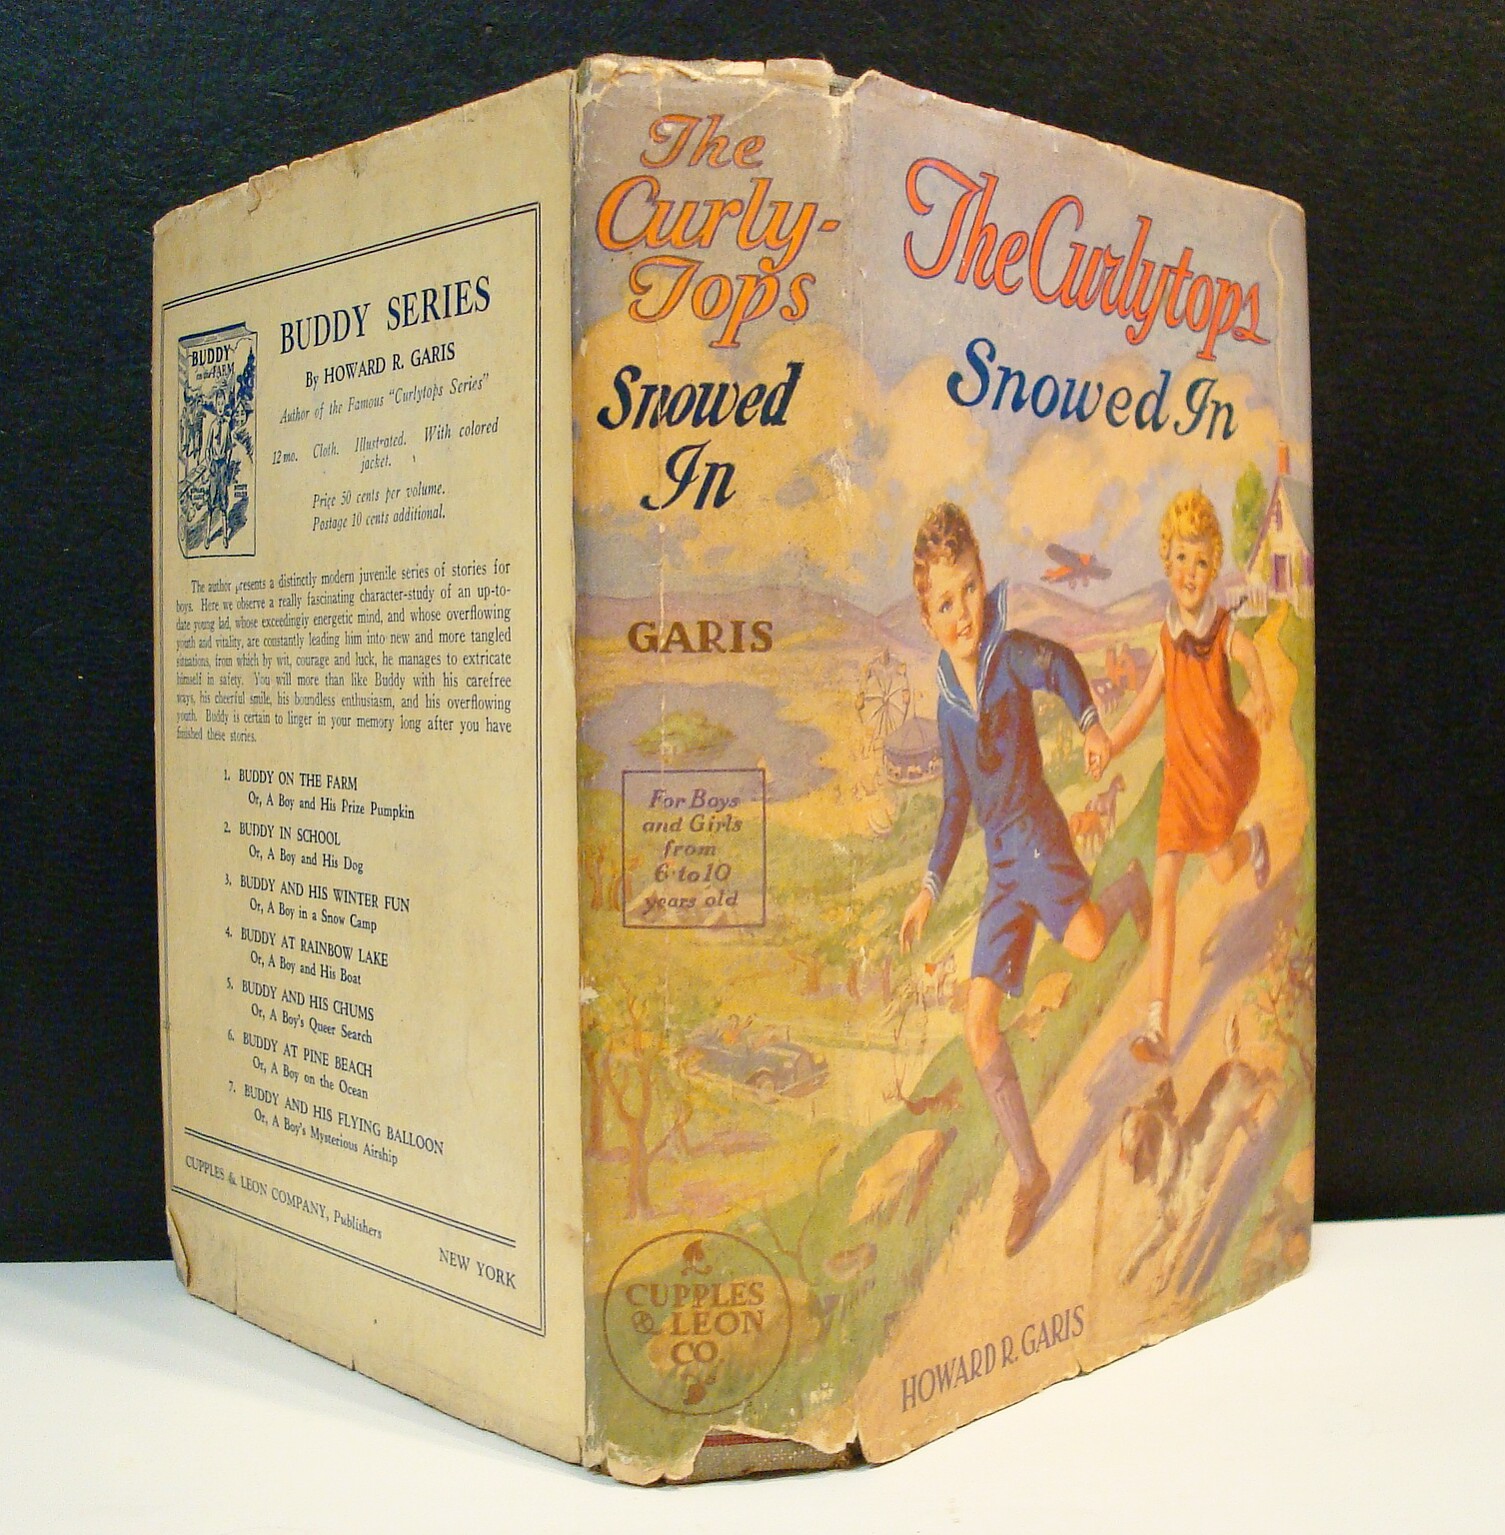 BUDDY
on the FARM
BUDDY SERIES
By HOWARD R. GARIS
Author of the Famous "Curlytops Series"
12 mo. Cloth. Illustrated. With colored
jacket.
Price 50 cents per volume.
Postage 10 cents additional.
The author presents a distinctly modern juvenile series of stories for
boys. Here we observe a really fascinating character-study of an up-to-
date young lad, whose exceedingly energetic mind, and whose overflowing
youth and vitality, are constantly leading him into new and more tangled
situations, from which by wit, courage and luck, he manages to extricate
himself in safety. You will more than like Buddy with his carefree
ways, his cheerful smile, his boundless enthusiasm, and his overflowing
youth. Buddy is certain to linger in your memory long after you have
finished these stories.
1. BUDDY ON THE FARM
Or, A Boy and His Prize Pumpkin
2. BUDDY IN SCHOOL
Or, A Boy and His Dog
3. BUDDY AND HIS WINTER FUN
Or, A Boy in a Snow Camp
4. BUDDY AT RAINBOW LAKE
Or, A Boy and His Boat
5. BUDDY AND HIS CHUMS
Or, A Boy's Queer Search
6. BUDDY AT PINE BEACH
Or, A Boy on the Ocean
7. BUDDY AND HIS FLYING BALLOON
Or, A Boy's Mysterious Airship
CUPPLES & LEON COMPANY, Publishers
NEW YORK
The
Curly-
Tops
Snowed
In
GARIS
For Boys
and Girls
from
6 to 10
years old
CUPPLES
& LEON
CO.
The Curlytops
Snowed In
HOWARD R. GARIS